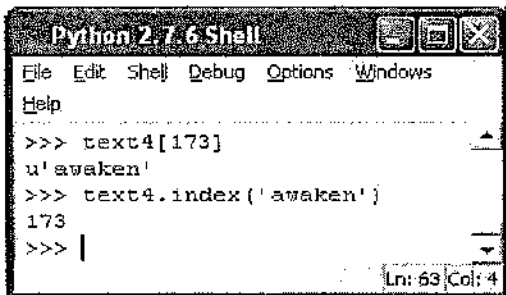 Python 2.7.6 Shell
File Edit Shell Debug Options Windows
Help
>>> text4[173]
u'awaken'
>>> text4.index('awaken')
173
>>>
Ln: 63 Col: 4